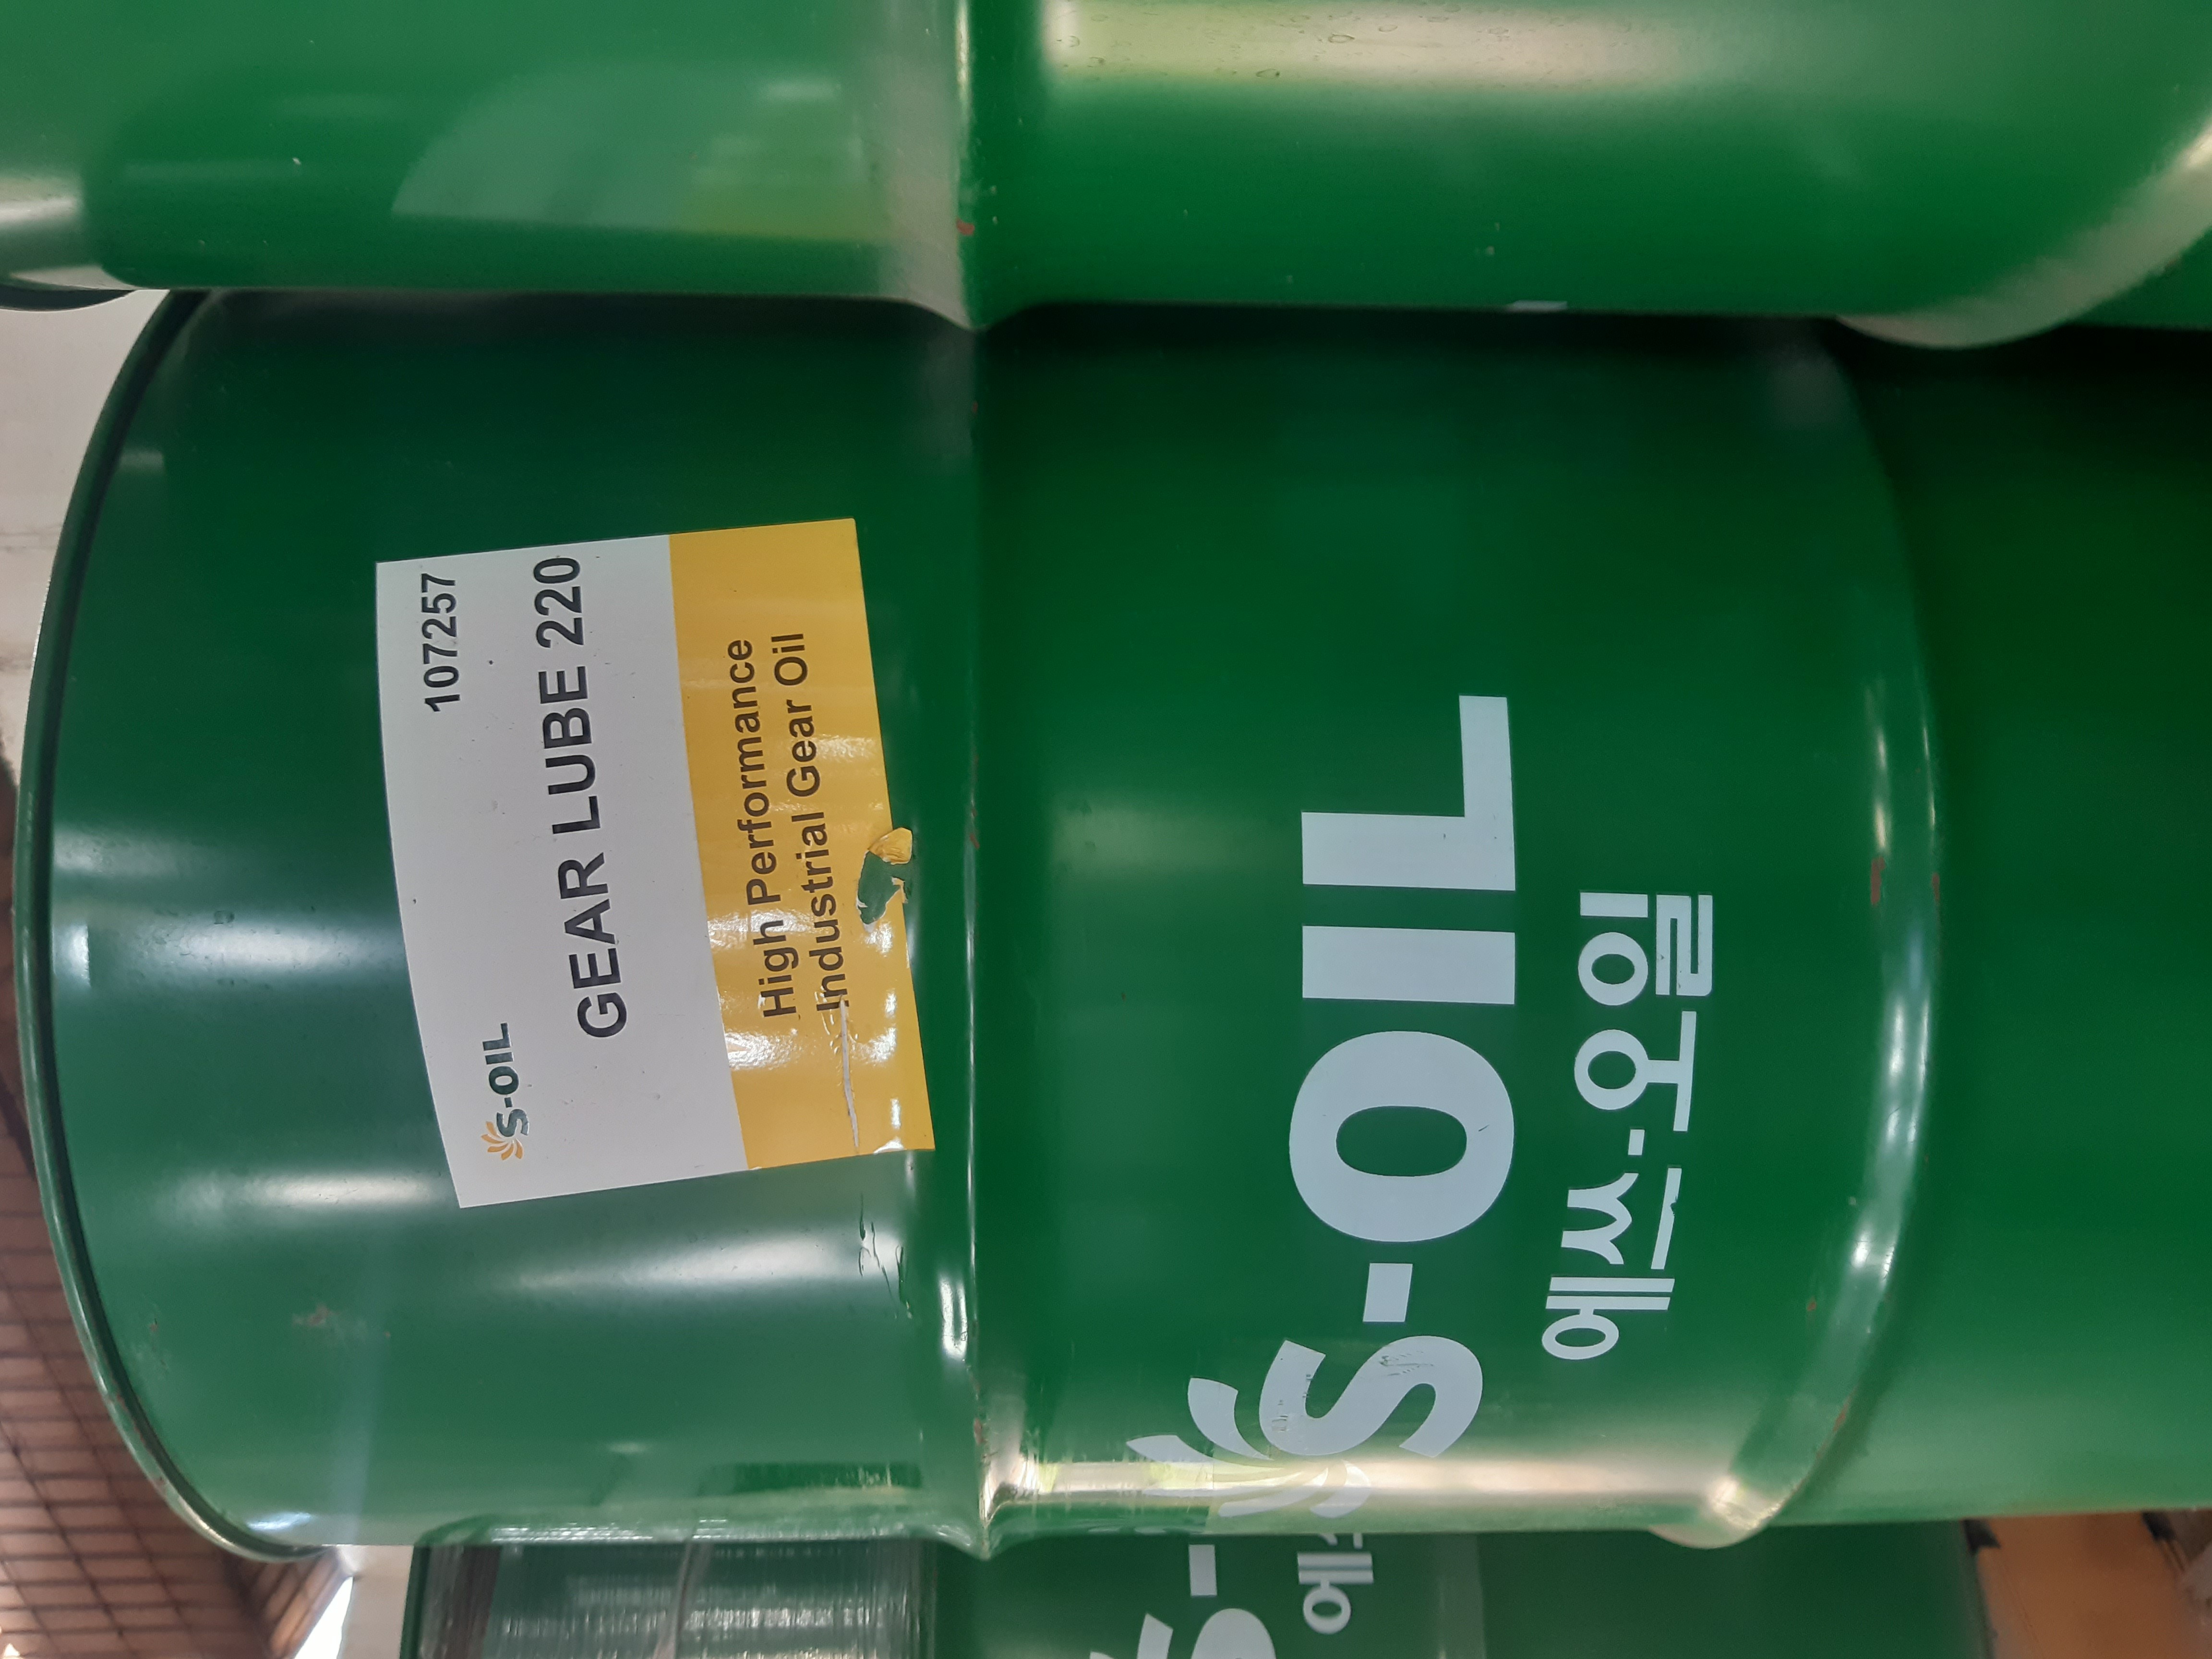 S-OIL 107257
GEAR LUBE 220
High Performance
Industrial Gear Oil
S-OIL
에쓰-오일